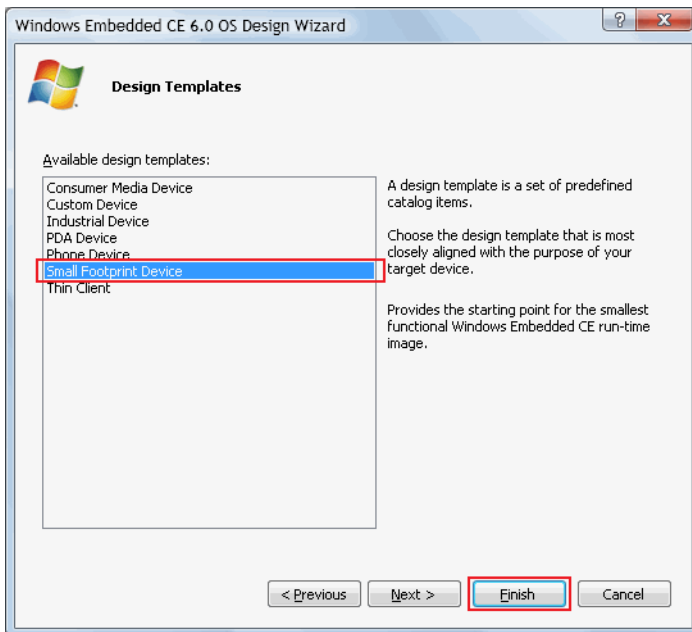 Windows Embedded CE 6.0 OS Design Wizard
?
Design Templates
Available design templates:
Consumer Media Device
Custom Device
Industrial Device
PDA Device
Phone Device
Small Footprint Device
Thin Client
A design template is a set of predefined
catalog items.
Choose the design template that is most
closely aligned with the purpose of your
target device.
Provides the starting point for the smallest
functional Windows Embedded CE run-time
image.
< Previous
Next >
Finish
Cancel